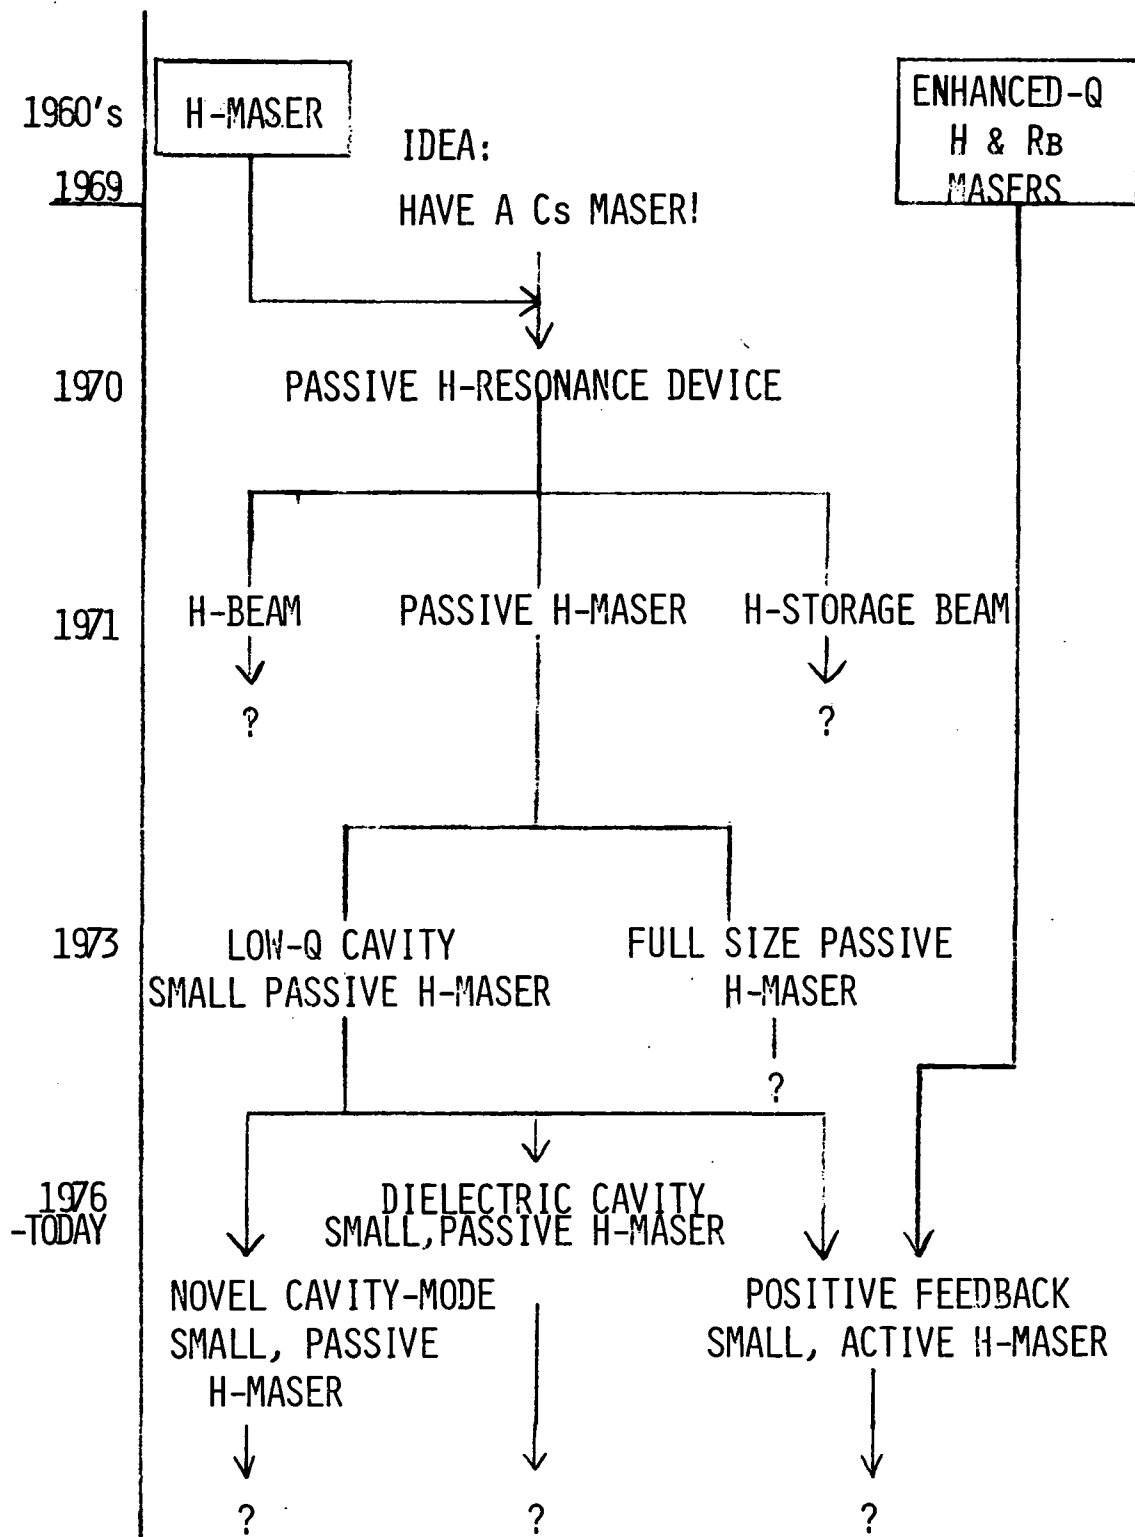 1960's
H-MASER
ENHANCED-Q
H & RB
MASERS
IDEA:
HAVE A Cs MASER!
1969
1970
PASSIVE H-RESONANCE DEVICE
1971
H-BEAM
PASSIVE H-MASER
H-STORAGE BEAM
?
?
1973
LOW-Q CAVITY
SMALL PASSIVE H-MASER
FULL SIZE PASSIVE
H-MASER
?
1976
-TODAY
DIELECTRIC CAVITY
SMALL, PASSIVE H-MASER
NOVEL CAVITY-MODE
SMALL, PASSIVE
H-MASER
POSITIVE FEEDBACK
SMALL, ACTIVE H-MASER
?
?
?